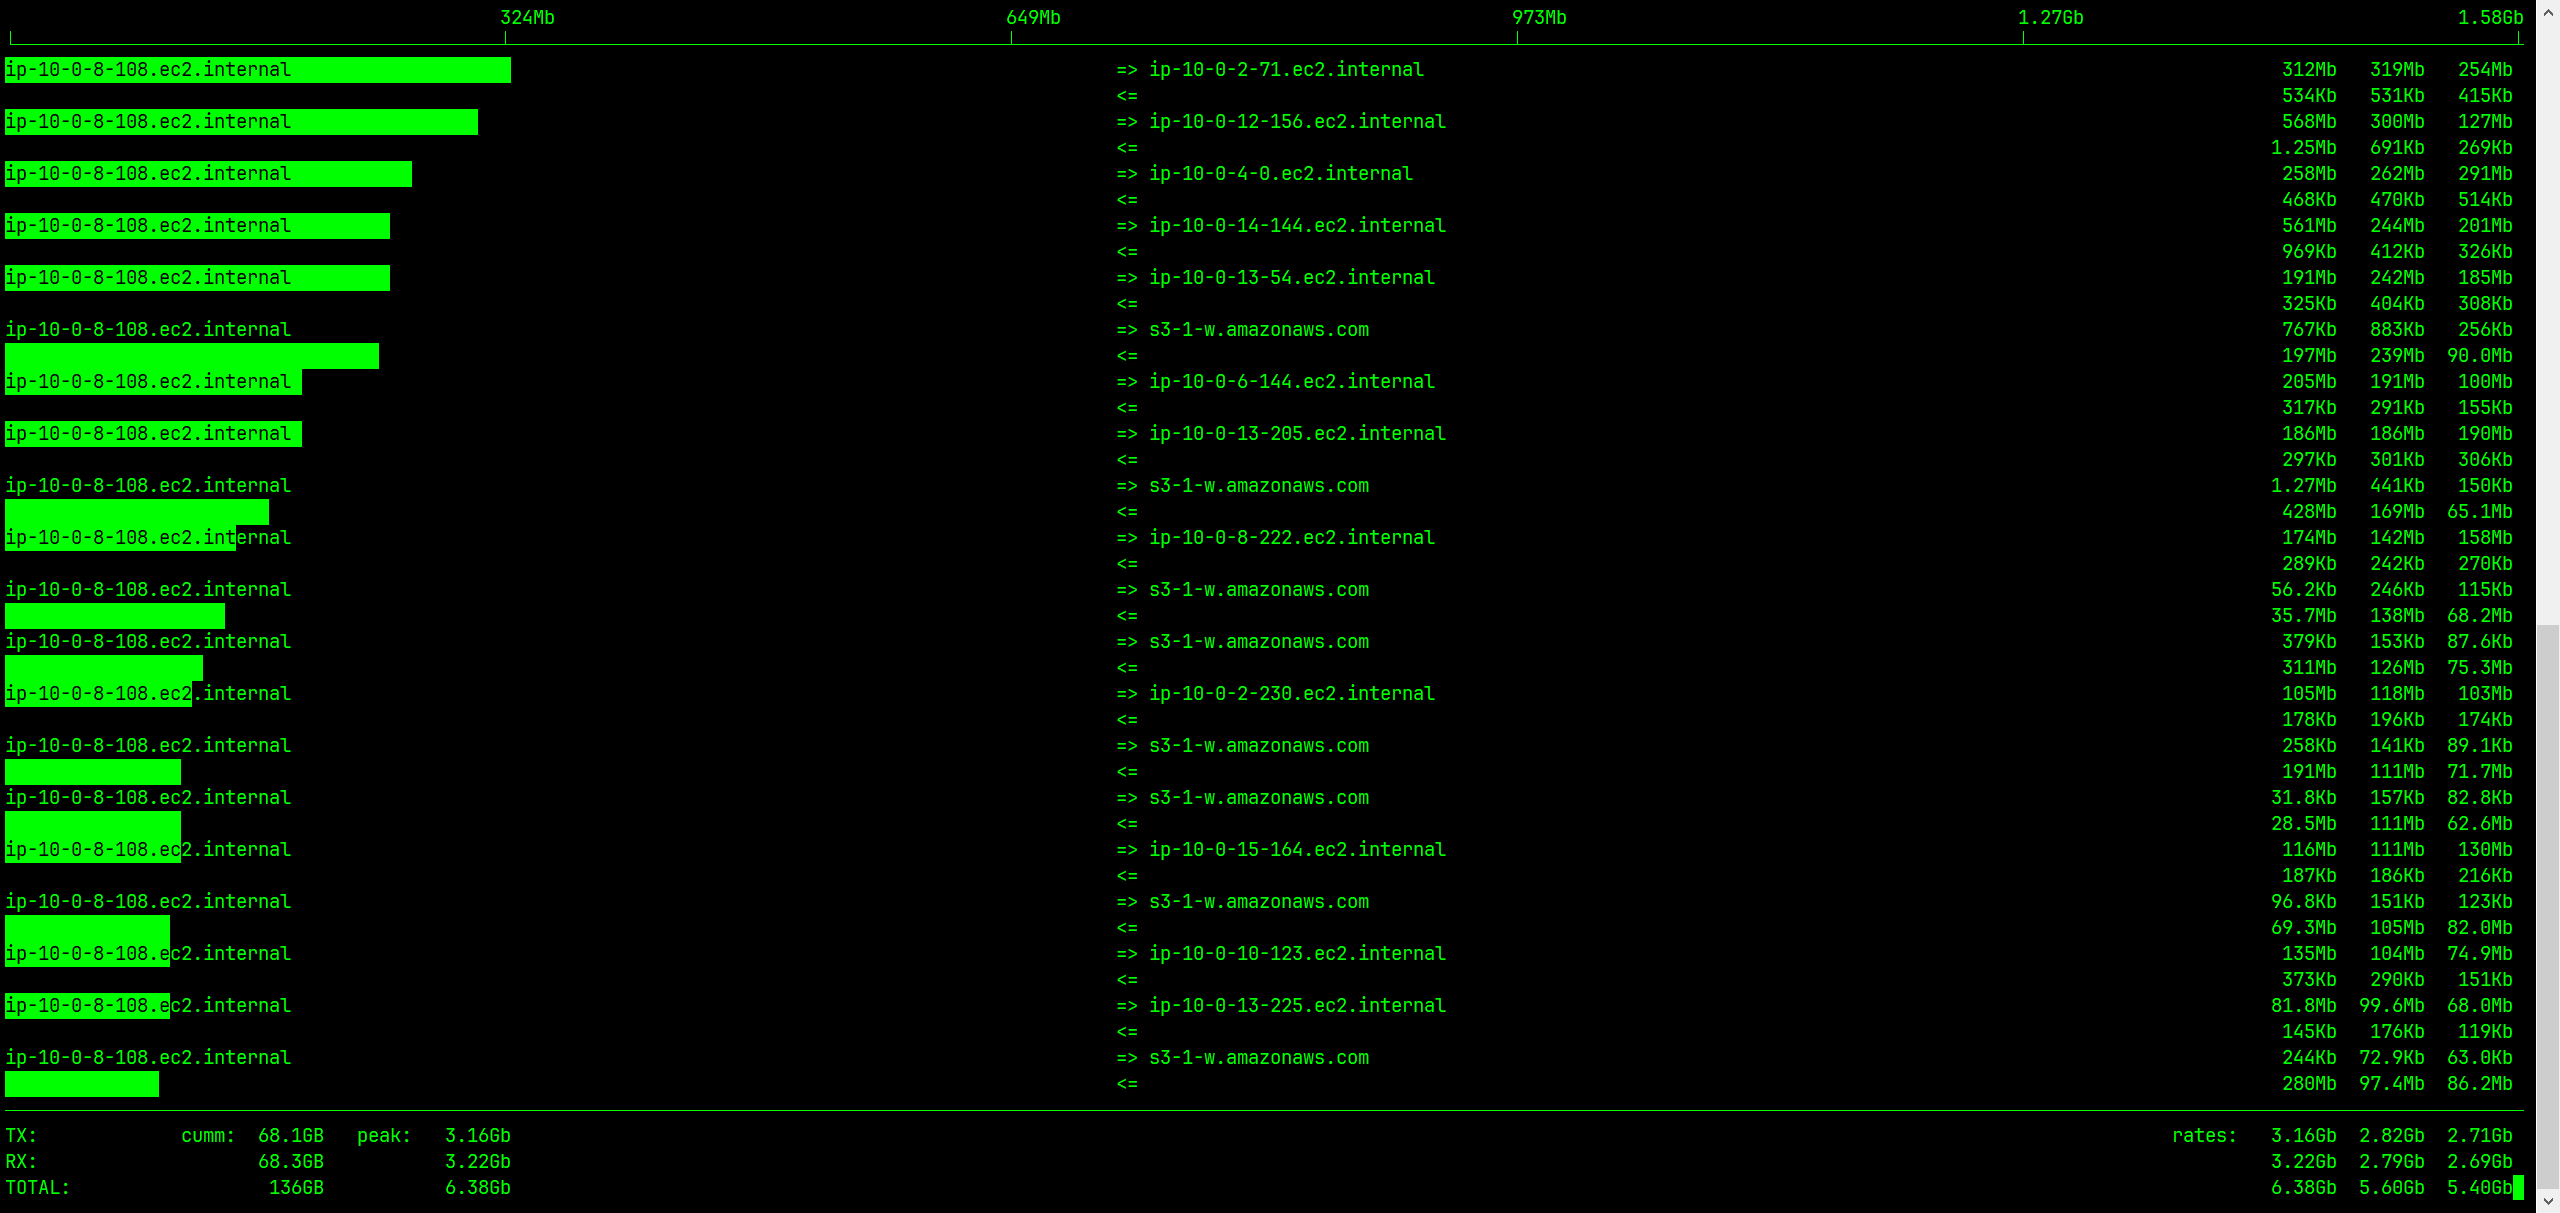 324Mb 649Mb 973Mb 1.27Gb 1.58Gb
ip-10-0-8-108.ec2.internal => ip-10-0-2-71.ec2.internal 312Mb 319Mb 254Mb
<= 534Kb 531Kb 415Kb
ip-10-0-8-108.ec2.internal => ip-10-0-12-156.ec2.internal 568Mb 300Mb 127Mb
<= 1.25Mb 691Kb 269Kb
ip-10-0-8-108.ec2.internal => ip-10-0-4-0.ec2.internal 258Mb 262Mb 291Mb
<= 468Kb 470Kb 514Kb
ip-10-0-8-108.ec2.internal => ip-10-0-14-144.ec2.internal 561Mb 244Mb 201Mb
<= 969Kb 412Kb 326Kb
ip-10-0-8-108.ec2.internal => ip-10-0-13-54.ec2.internal 191Mb 242Mb 185Mb
<= 325Kb 404Kb 308Kb
ip-10-0-8-108.ec2.internal => s3-1-w.amazonaws.com 767Kb 883Kb 256Kb
<= 197Mb 239Mb 90.0Mb
ip-10-0-8-108.ec2.internal => ip-10-0-6-144.ec2.internal 205Mb 191Mb 100Mb
<= 317Kb 291Kb 155Kb
ip-10-0-8-108.ec2.internal => ip-10-0-13-205.ec2.internal 186Mb 186Mb 190Mb
<= 297Kb 301Kb 306Kb
ip-10-0-8-108.ec2.internal => s3-1-w.amazonaws.com 1.27Mb 441Kb 150Kb
<= 428Mb 169Mb 65.1Mb
ip-10-0-8-108.ec2.internal => ip-10-0-8-222.ec2.internal 174Mb 142Mb 158Mb
<= 289Kb 242Kb 270Kb
ip-10-0-8-108.ec2.internal => s3-1-w.amazonaws.com 56.2Kb 246Kb 115Kb
<= 35.7Mb 138Mb 68.2Mb
ip-10-0-8-108.ec2.internal => s3-1-w.amazonaws.com 379Kb 153Kb 87.6Kb
<= 311Mb 126Mb 75.3Mb
ip-10-0-8-108.ec2.internal => ip-10-0-2-230.ec2.internal 105Mb 118Mb 103Mb
<= 178Kb 196Kb 174Kb
ip-10-0-8-108.ec2.internal => s3-1-w.amazonaws.com 258Kb 141Kb 89.1Kb
<= 191Mb 111Mb 71.7Mb
ip-10-0-8-108.ec2.internal => s3-1-w.amazonaws.com 31.8Kb 157Kb 82.8Kb
<= 28.5Mb 111Mb 62.6Mb
ip-10-0-8-108.ec2.internal => ip-10-0-15-164.ec2.internal 116Mb 111Mb 130Mb
<= 187Kb 186Kb 216Kb
ip-10-0-8-108.ec2.internal => s3-1-w.amazonaws.com 96.8Kb 151Kb 123Kb
<= 69.3Mb 105Mb 82.0Mb
ip-10-0-8-108.ec2.internal => ip-10-0-10-123.ec2.internal 135Mb 104Mb 74.9Mb
<= 373Kb 290Kb 151Kb
ip-10-0-8-108.ec2.internal => ip-10-0-13-225.ec2.internal 81.8Mb 99.6Mb 68.0Mb
<= 145Kb 176Kb 119Kb
ip-10-0-8-108.ec2.internal => s3-1-w.amazonaws.com 244Kb 72.9Kb 63.0Kb
<= 280Mb 97.4Mb 86.2Mb
TX: cumm: 68.1GB peak: 3.16Gb rates: 3.16Gb 2.82Gb 2.71Gb
RX: 68.3GB 3.22Gb 3.22Gb 2.79Gb 2.69Gb
TOTAL: 136GB 6.38Gb 6.38Gb 5.60Gb 5.40Gb